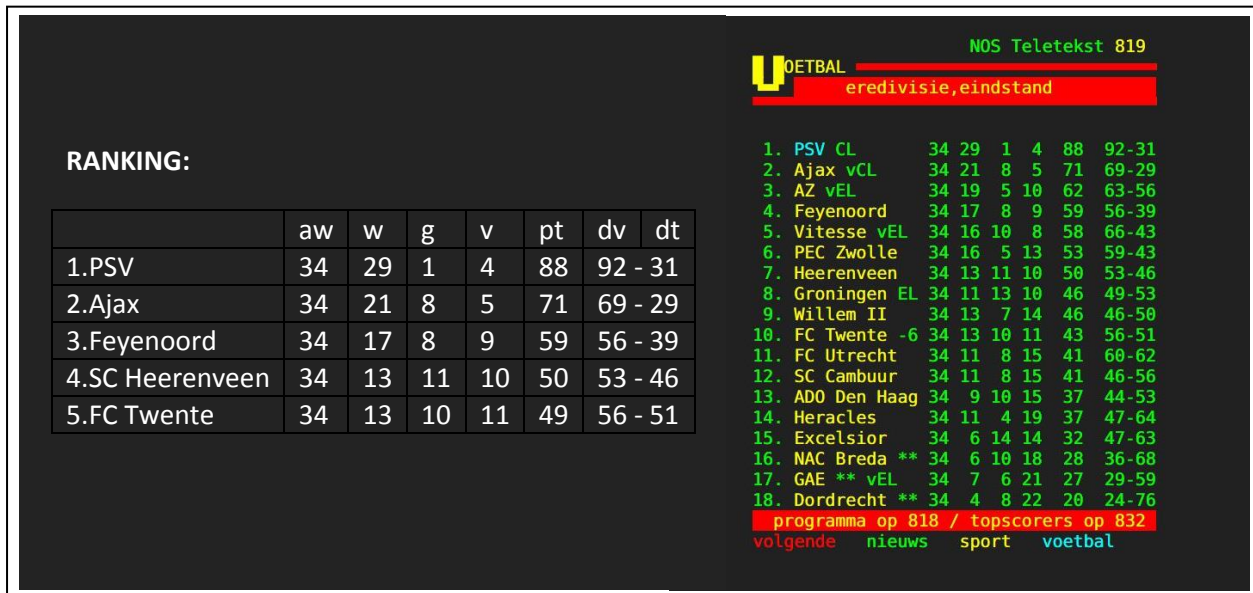 RANKING:
aw w g v pt dv dt
1.PSV 34 29 1 4 88 92 - 31
2.Ajax 34 21 8 5 71 69 - 29
3.Feyenoord 34 17 8 9 59 56 - 39
4.SC Heerenveen 34 13 11 10 50 53 - 46
5.FC Twente 34 13 10 11 49 56 - 51
NOS Teletekst 819
VOETBAL
eredivisie,eindstand
1. PSV CL 34 29 1 4 88 92-31
2. Ajax vCL 34 21 8 5 71 69-29
3. AZ vEL 34 19 5 10 62 63-56
4. Feyenoord 34 17 8 9 59 56-39
5. Vitesse vEL 34 16 10 8 58 66-43
6. PEC Zwolle 34 16 5 13 53 59-43
7. Heerenveen 34 13 11 10 50 53-46
8. Groningen EL 34 11 13 10 46 49-53
9. Willem II 34 13 7 14 46 46-50
10. FC Twente -6 34 13 10 11 43 56-51
11. FC Utrecht 34 11 8 15 41 60-62
12. SC Cambuur 34 11 8 15 41 46-56
13. ADO Den Haag 34 9 10 15 37 44-53
14. Heracles 34 11 4 19 37 47-64
15. Excelsior 34 6 14 14 32 47-63
16. NAC Breda ** 34 6 10 18 28 36-68
17. GAE ** vEL 34 7 6 21 27 29-59
18. Dordrecht ** 34 4 8 22 20 24-76
programma op 818 / topscorers op 832
volgende nieuws sport voetbal